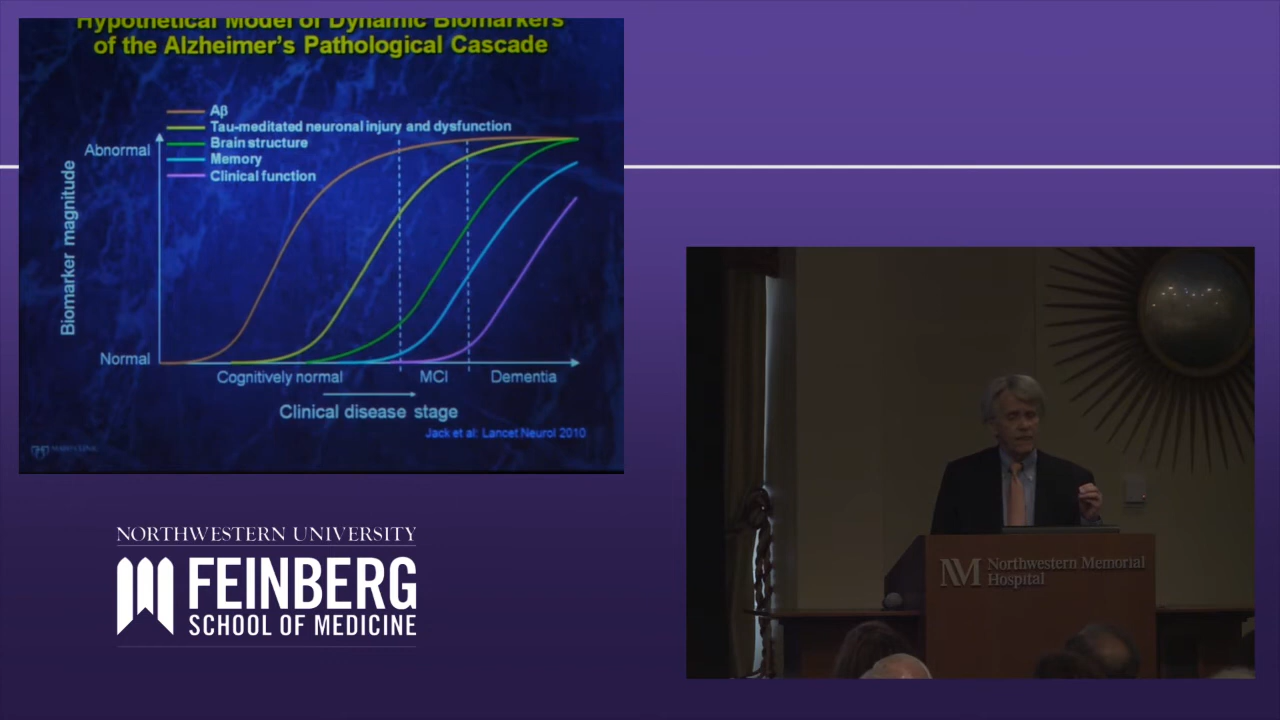 Hypothetical Model of Dynamic Biomarkers
of the Alzheimer's Pathological Cascade
Aβ
Tau-meditated neuronal injury and dysfunction
Brain structure
Memory
Clinical function
Abnormal
Biomarker magnitude
Normal
Cognitively normal
MCI
Dementia
Clinical disease stage
Jack et al: Lancet Neurol 2010
NORTHWESTERN UNIVERSITY
FEINBERG
SCHOOL OF MEDICINE
NM Northwestern Memorial
Hospital